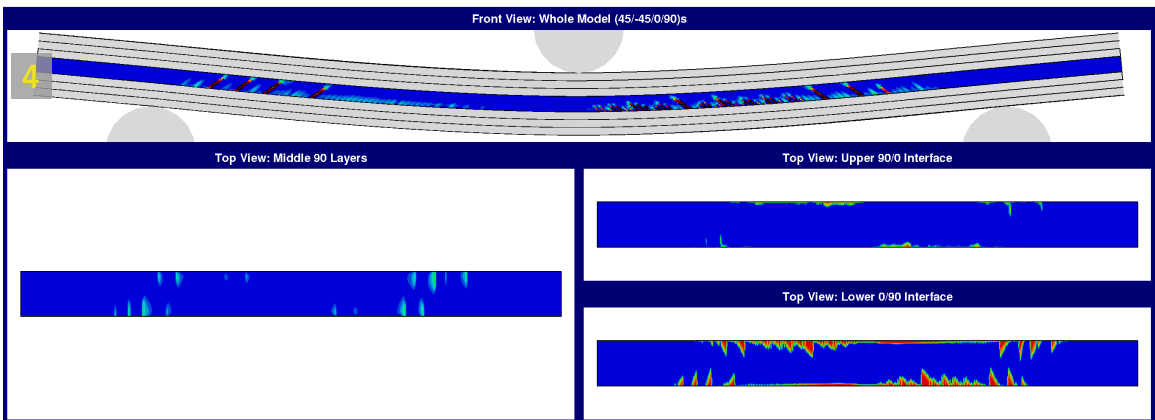 Front View: Whole Model (45/-45/0/90)s
4
Top View: Middle 90 Layers
Top View: Upper 90/0 Interface
Top View: Lower 0/90 Interface